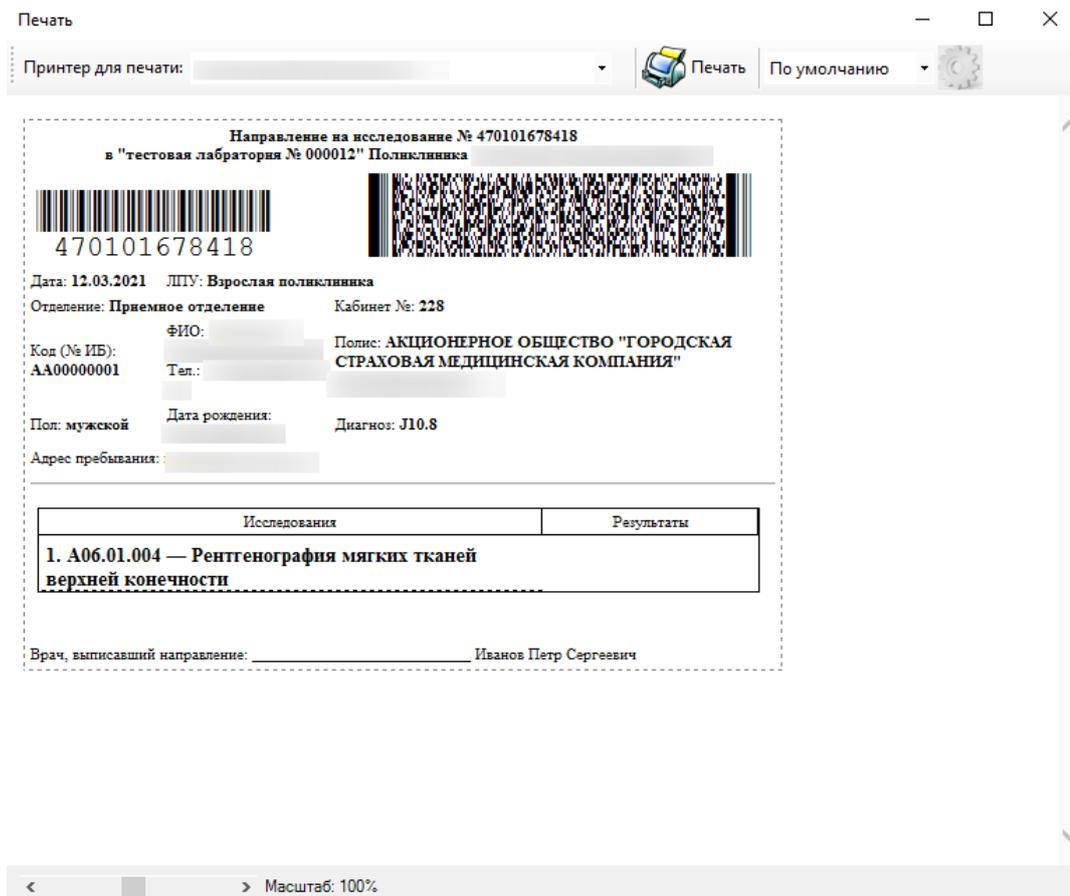 Печать
Принтер для печати:
Печать
По умолчанию
Направление на исследование № 470101678418
в "тестовая лабратория № 000012" Поликлиника
470101678418
Дата: 12.03.2021 ЛПУ: Взрослая поликлиника
Отделение: Приемное отделение Кабинет №: 228
ФИО:
Код (№ ИБ):
АА00000001
Тел.:
Полис: АКЦИОНЕРНОЕ ОБЩЕСТВО "ГОРОДСКАЯ
СТРАХОВАЯ МЕДИЦИНСКАЯ КОМПАНИЯ"
Пол: мужской
Дата рождения:
Диагноз: J10.8
Адрес пребывания:
Исследования Результаты
1. A06.01.004 — Рентгенография мягких тканей
верхней конечности
Врач, выписавший направление: ________________ Иванов Петр Сергеевич
Масштаб: 100%